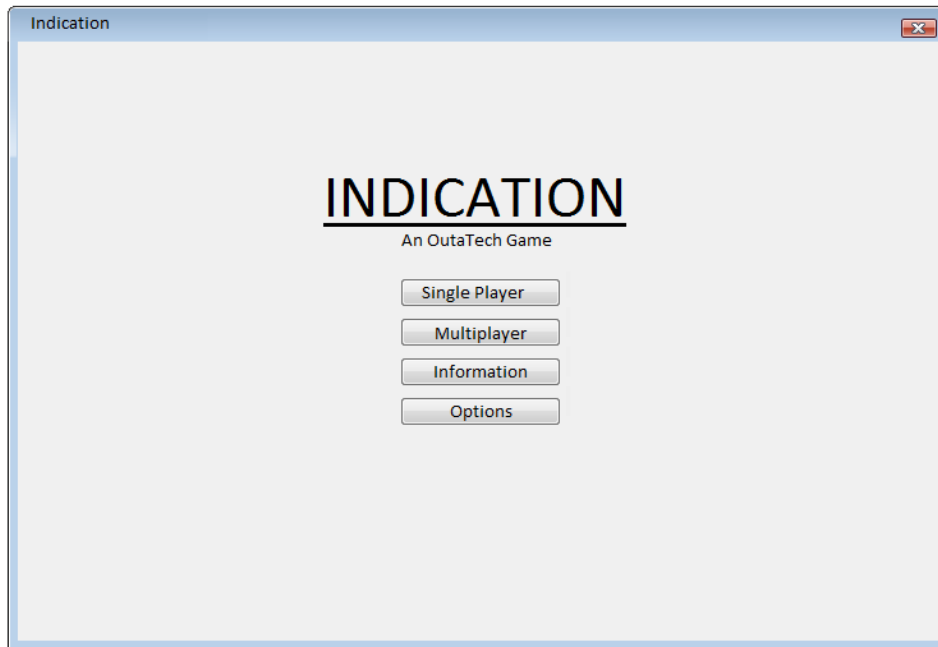 Indication
INDICATION
An OutaTech Game
Single Player
Multiplayer
Information
Options